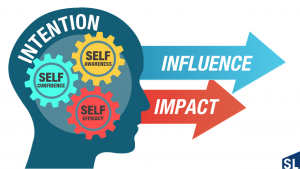 INTENTION
SELF
AWARENESS
SELF
CONFIDENCE
SELF
EFFICACY
INFLUENCE
IMPACT
SL